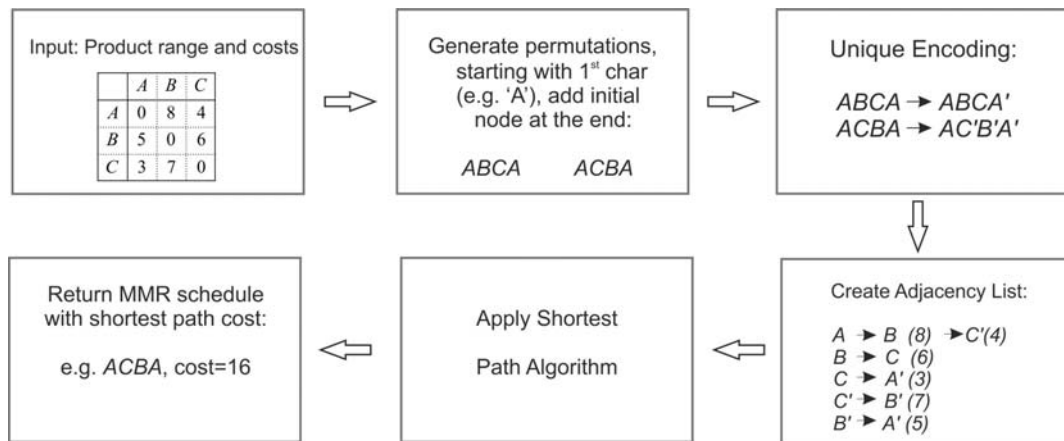 Input: Product range and costs
A B C
A 0 8 4
B 5 0 6
C 3 7 0
Generate permutations,
starting with 1st char
(e.g. 'A'), add initial
node at the end:
ABCA ACBA
Unique Encoding:
ABCA → ABCA'
ACBA → AC'B'A'
Create Adjacency List:
A → B (8) → C'(4)
B → C (6)
C → A' (3)
C' → B' (7)
B' → A' (5)
Apply Shortest
Path Algorithm
Return MMR schedule
with shortest path cost:
e.g. ACBA, cost=16